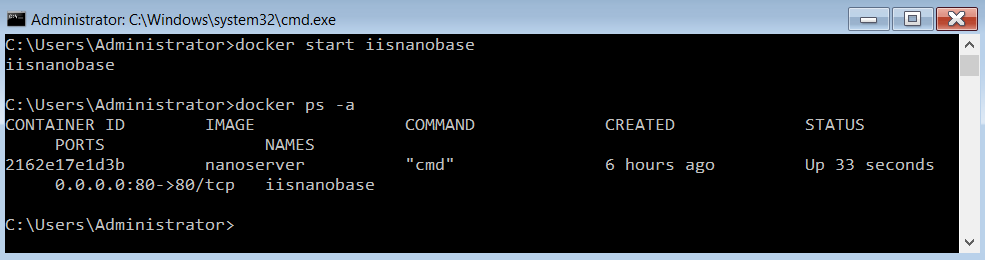 Administrator: C:\Windows\system32\cmd.exe
C:\Users\Administrator>docker start iisnanobase
iisnanobase
C:\Users\Administrator>docker ps -a
CONTAINER ID        IMAGE               COMMAND             CREATED             STATUS
     PORTS                NAMES
2162e17e1d3b        nanoserver          "cmd"               6 hours ago         Up 33 seconds
     0.0.0.0:80->80/tcp   iisnanobase
C:\Users\Administrator>